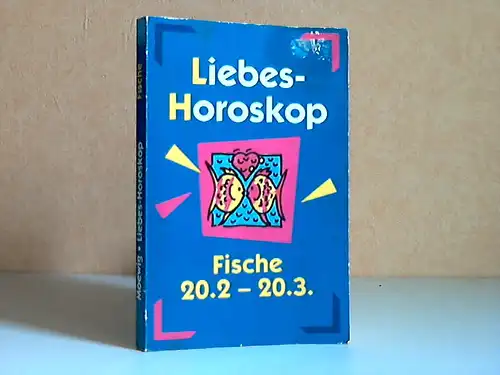 Liebes-
Horoskop
Fische
20.2 – 20.3.
Moewig • Liebes-Horoskop Fische